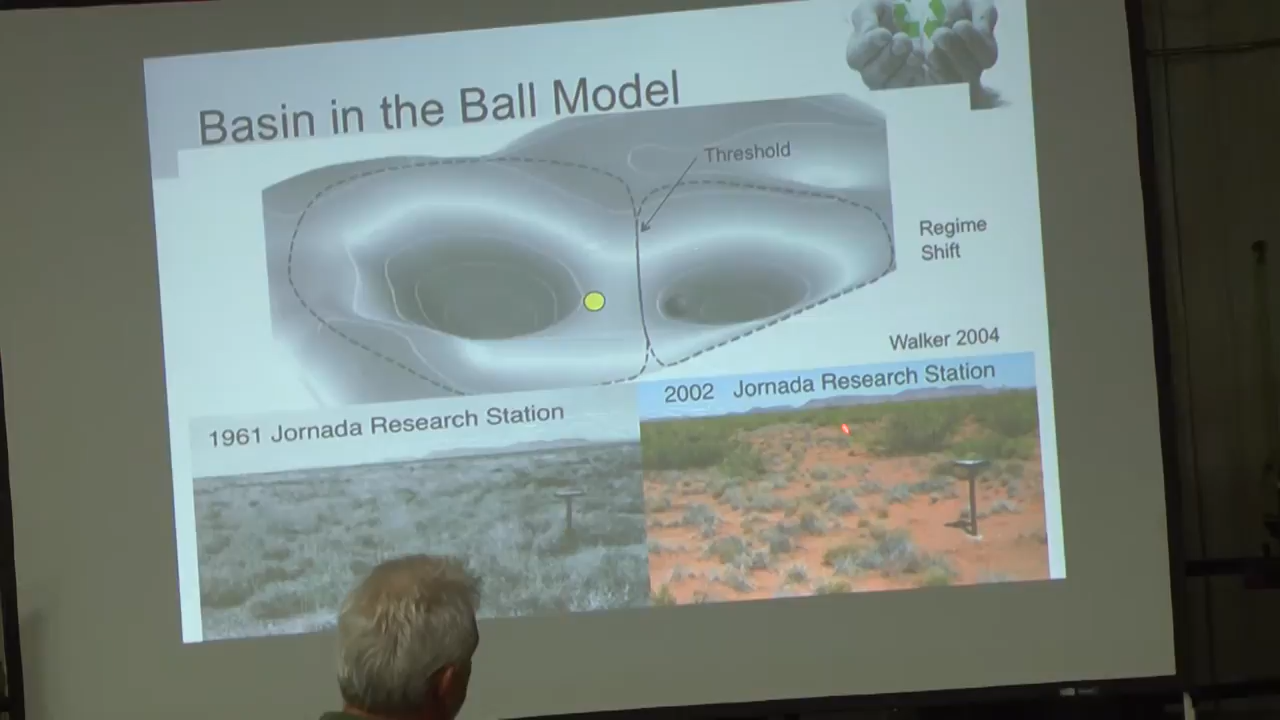 Basin in the Ball Model
Threshold
Regime
Shift
Walker 2004
1961 Jornada Research Station
2002 Jornada Research Station